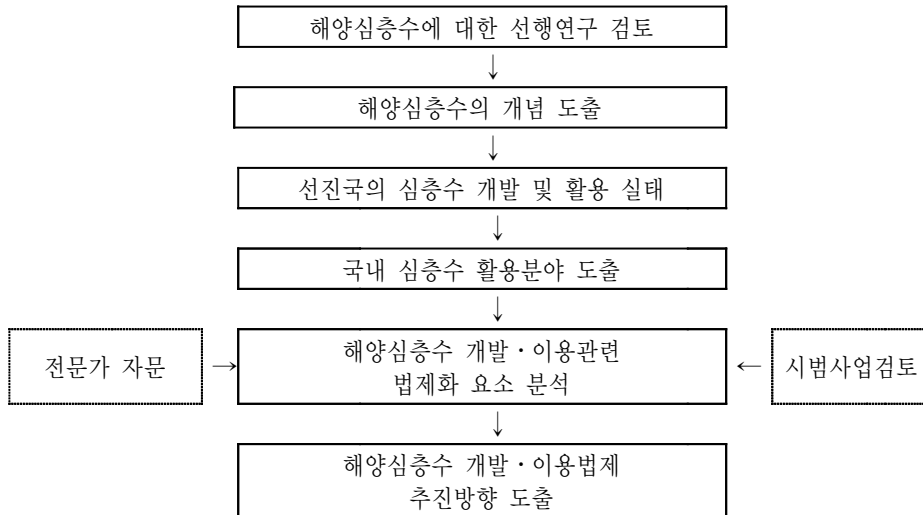 해양심층수에 대한 선행연구 검토
↓
해양심층수의 개념 도출
↓
선진국의 심층수 개발 및 활용 실태
↓
국내 심층수 활용분야 도출
↓
전문가 자문
→
해양심층수 개발·이용관련
법제화 요소 분석
←
시범사업검토
↓
해양심층수 개발·이용법제
추진방향 도출